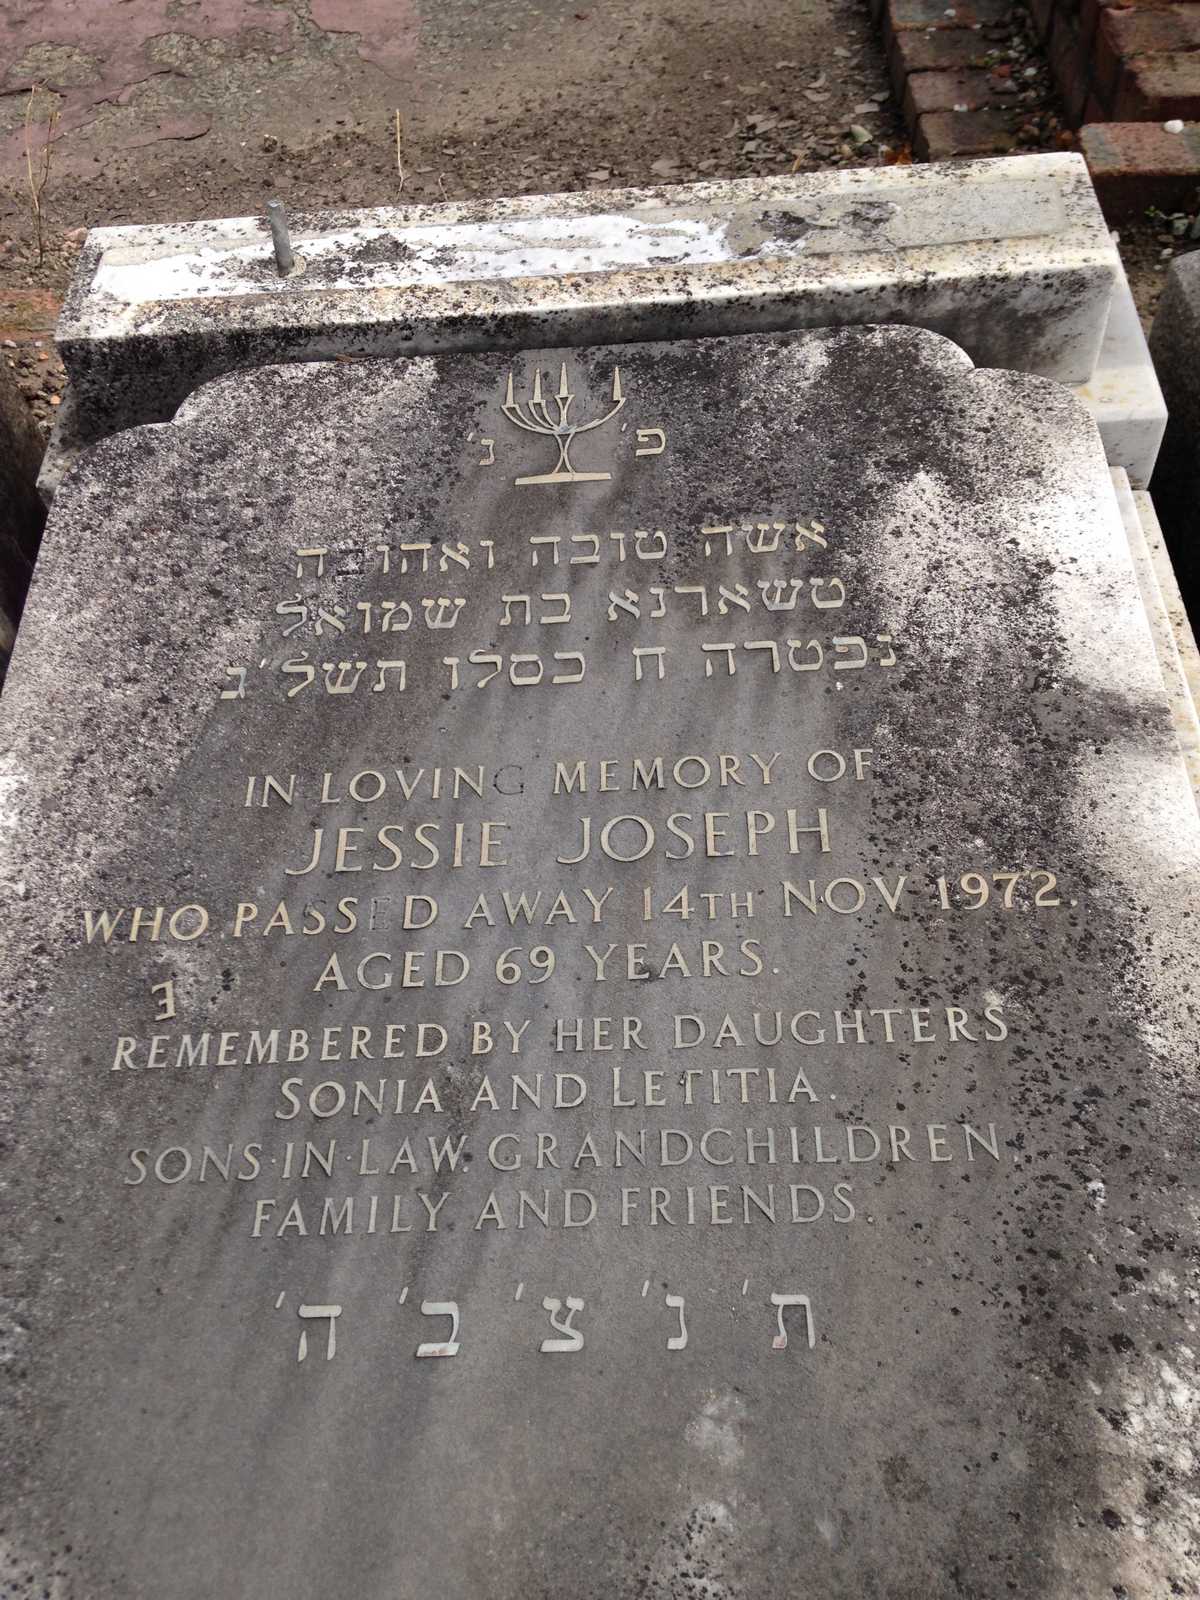 פ' נ'
אשה טובה ואהובה
טשארנא בת שמואל
נפטרה ח כסלו תשל"ג
IN LOVING MEMORY OF
JESSIE JOSEPH
WHO PASSED AWAY 14TH NOV 1972.
AGED 69 YEARS.
E
REMEMBERED BY HER DAUGHTERS
SONIA AND LETITIA.
SONS·IN·LAW. GRANDCHILDREN.
FAMILY AND FRIENDS.
ת' נ' צ' ב' ה'